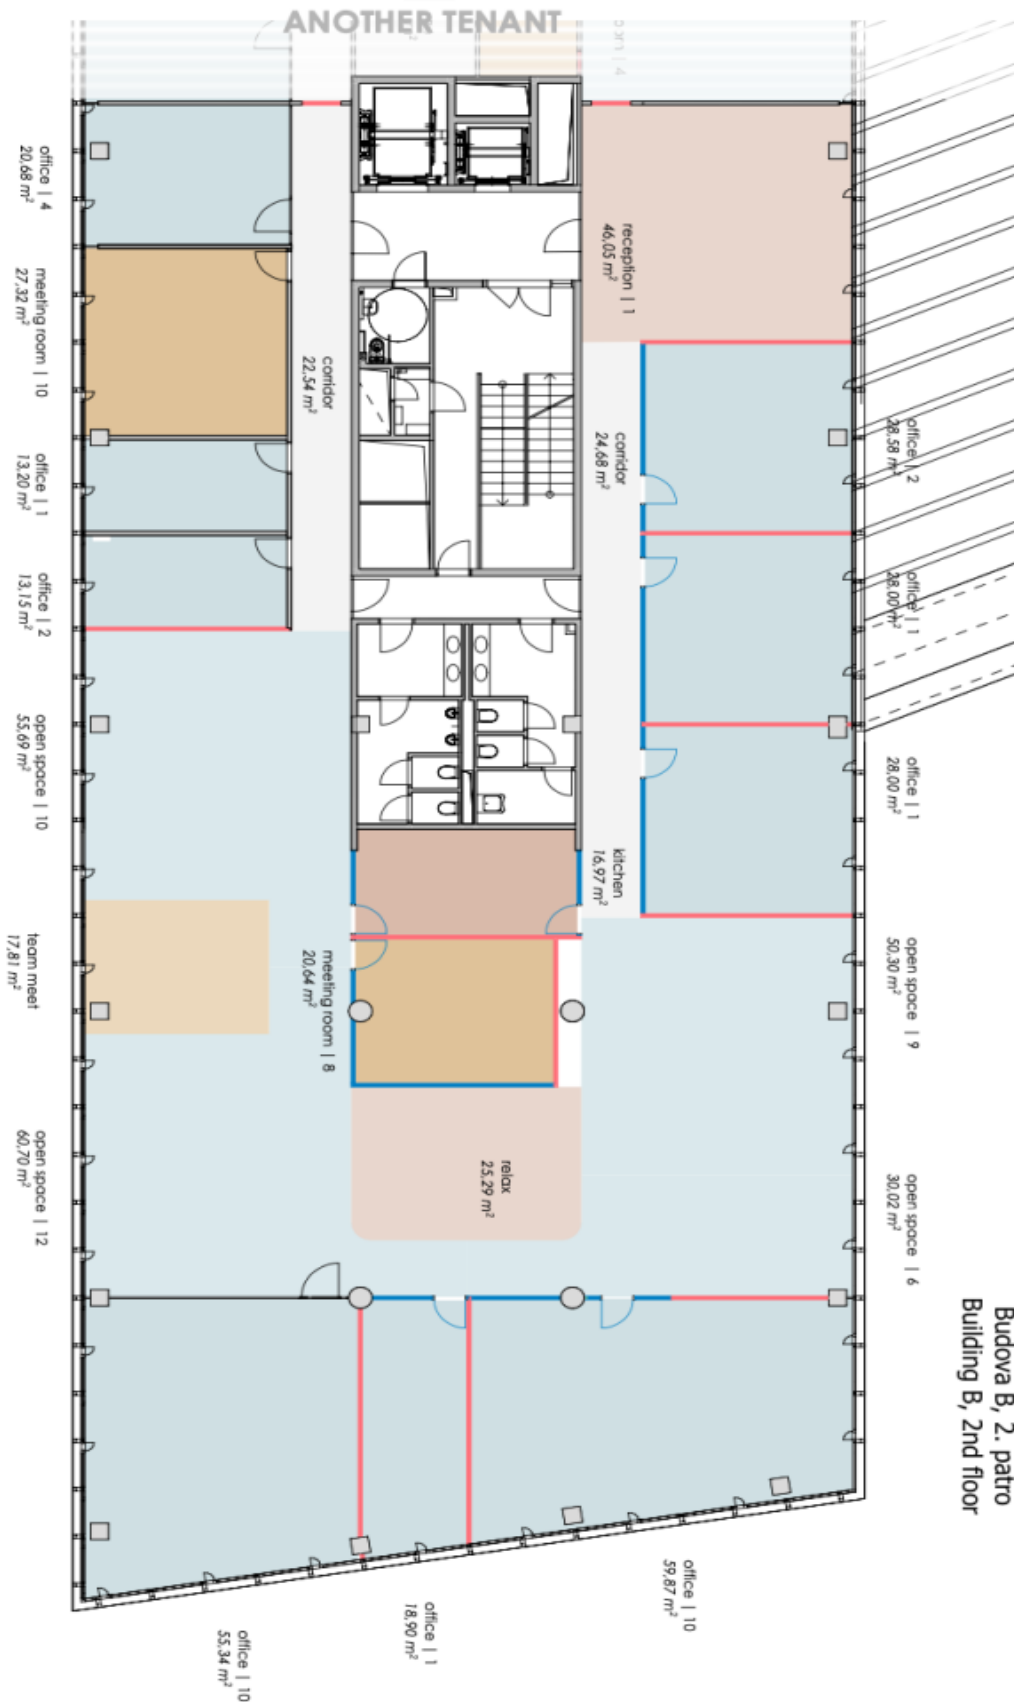 ANOTHER TENANT
office | 4
20,68 m²
meeting room | 10
27,32 m²
office | 1
13,20 m²
office | 2
13,15 m²
open space | 10
55,69 m²
team meet
17,81 m²
open space | 12
60,70 m²
corridor
22,54 m²
meeting room | 8
20,64 m²
reception | 1
46,05 m²
corridor
24,68 m²
kitchen
16,97 m²
relax
25,29 m²
office | 2
28,58 m²
office | 1
28,00 m²
office | 1
28,00 m²
open space | 9
50,30 m²
open space | 6
30,02 m²
office | 10
59,87 m²
office | 1
18,90 m²
office | 10
55,34 m²
Budova B, 2. patro
Building B, 2nd floor